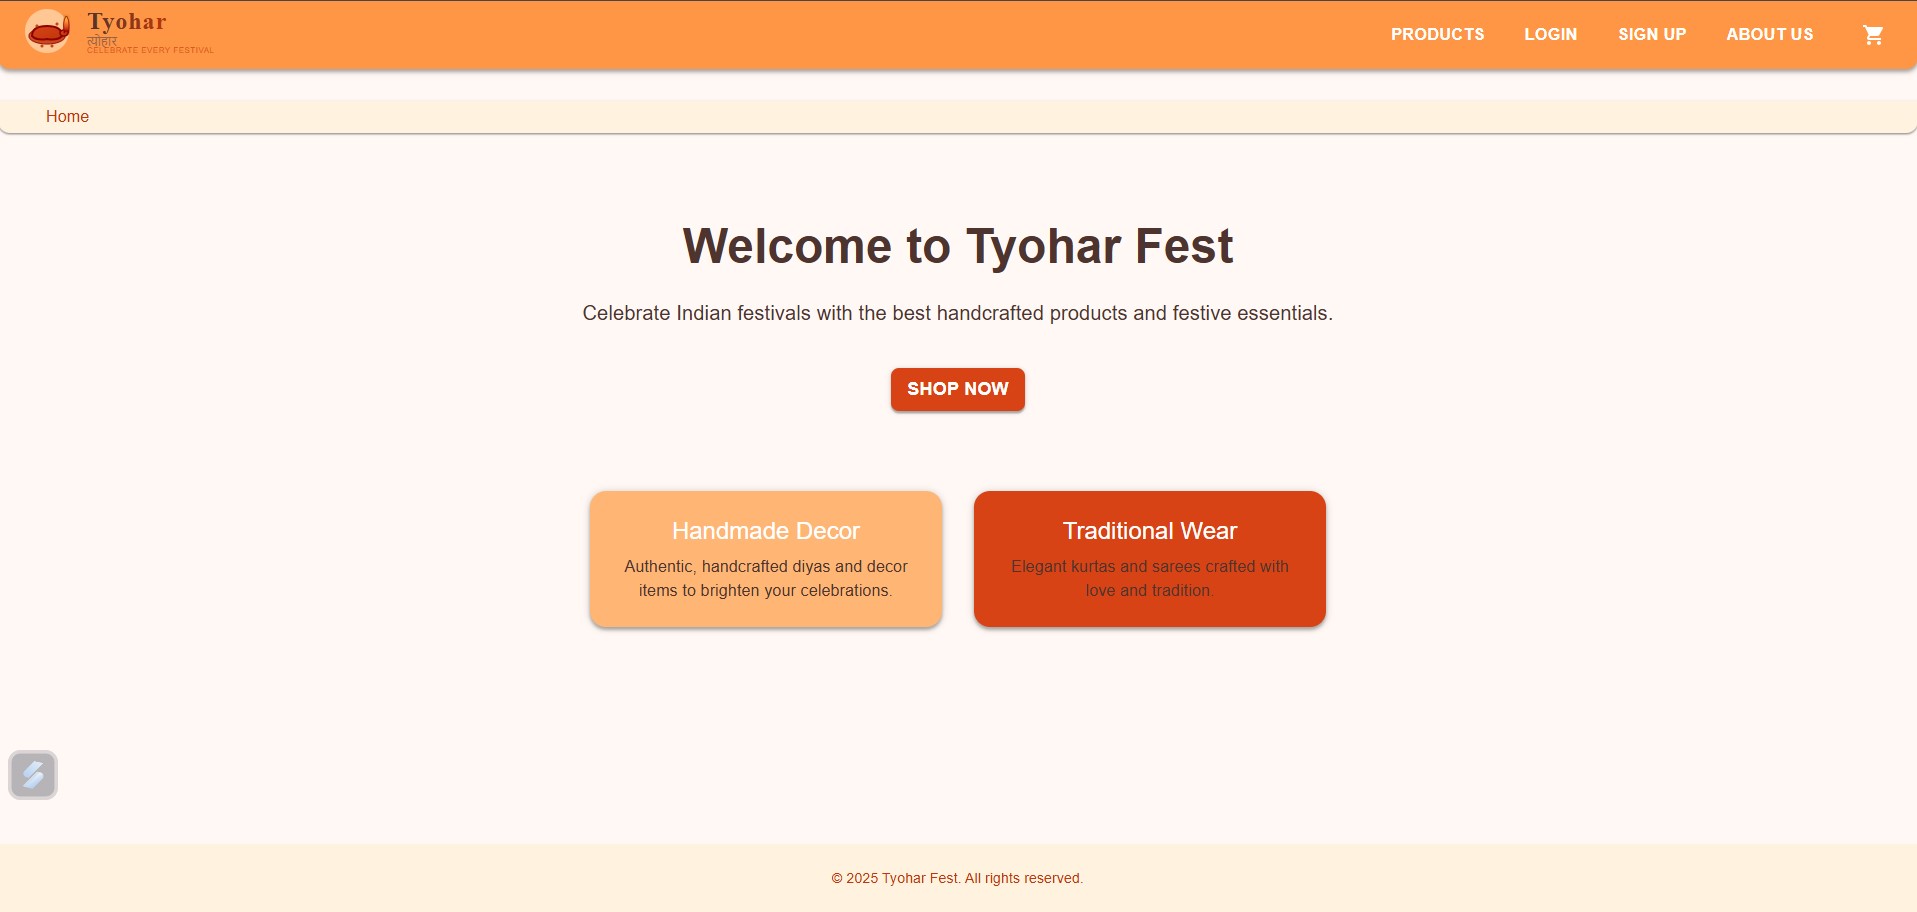 Tyohar
त्योहार
CELEBRATE EVERY FESTIVAL
PRODUCTS
LOGIN
SIGN UP
ABOUT US
Home
Welcome to Tyohar Fest
Celebrate Indian festivals with the best handcrafted products and festive essentials.
SHOP NOW
Handmade Decor
Authentic, handcrafted diyas and decor
items to brighten your celebrations.
Traditional Wear
Elegant kurtas and sarees crafted with
love and tradition.
© 2025 Tyohar Fest. All rights reserved.